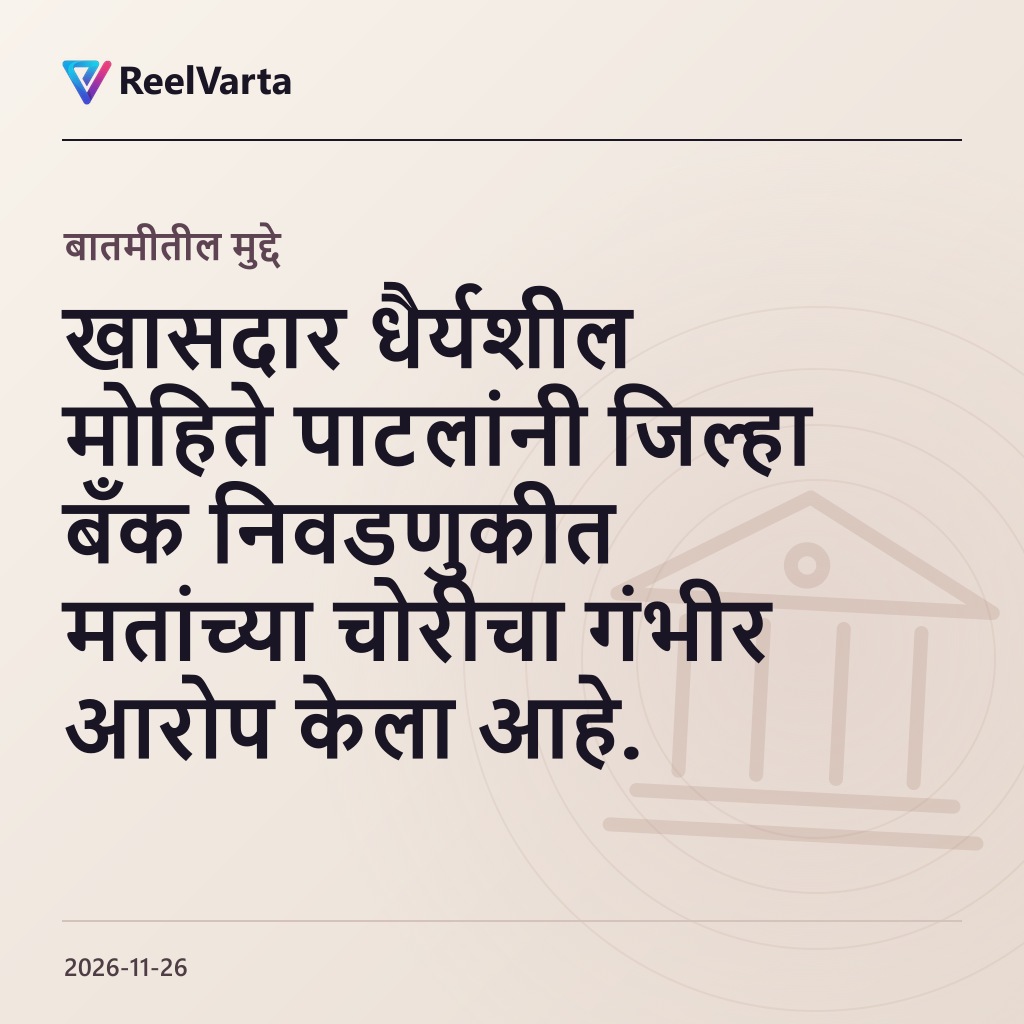 ReelVarta
बातमीतील मुद्दे
खासदार धैर्यशील
मोहिते पाटलांनी जिल्हा
बँक निवडणुकीत
मतांच्या चोरीचा गंभीर
आरोप केला आहे.
2026-11-26